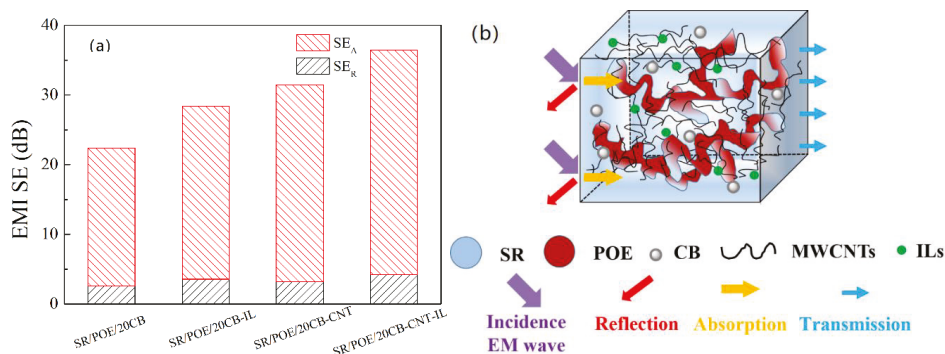 (a)
SE_A
SE_R
EMI SE (dB)
40
30
20
10
0
SR/POE/20CB
SR/POE/20CB-IL
SR/POE/20CB-CNT
SR/POE/20CB-CNT-IL
(b)
SR
POE
CB
MWCNTs
ILs
Incidence
EM wave
Reflection
Absorption
Transmission